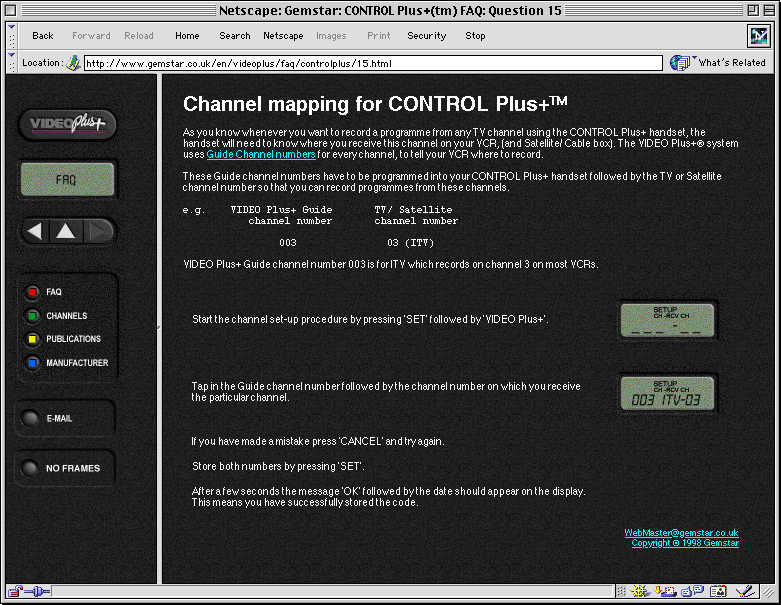 Netscape: Gemstar: CONTROL Plus+(tm) FAQ: Question 15
Back Forward Reload Home Search Netscape Images Print Security Stop
Location: http://www.gemstar.co.uk/en/videoplus/faq/controlplus/15.html What's Related
VIDEO Plus+
FAQ
FAQ
CHANNELS
PUBLICATIONS
MANUFACTURER
E-MAIL
NO FRAMES
Channel mapping for CONTROL Plus+™
As you know whenever you want to record a programme from any TV channel using the CONTROL Plus+ handset, the
handset will need to know where you receive this channel on your VCR, (and Satellite/ Cable box). The VIDEO Plus+® system
uses Guide Channel numbers for every channel, to tell your VCR where to record.
These Guide channel numbers have to be programmed into your CONTROL Plus+ handset followed by the TV or Satellite
channel number so that you can record programmes from these channels.
e.g. VIDEO Plus+ Guide TV/ Satellite
channel number channel number
003 03 (ITV)
VIDEO Plus+ Guide channel number 003 is for ITV which records on channel 3 on most VCRs.
Start the channel set-up procedure by pressing 'SET' followed by 'VIDEO Plus+'.
SETUP
CH -RCV CH
_ _ _ - _ _
Tap in the Guide channel number followed by the channel number on which you receive
the particular channel.
SETUP
CH -RCV CH
003 ITV-03
If you have made a mistake press 'CANCEL' and try again.
Store both numbers by pressing 'SET'.
After a few seconds the message 'OK' followed by the date should appear on the display.
This means you have successfully stored the code.
WebMaster@gemstar.co.uk
Copyright © 1998 Gemstar